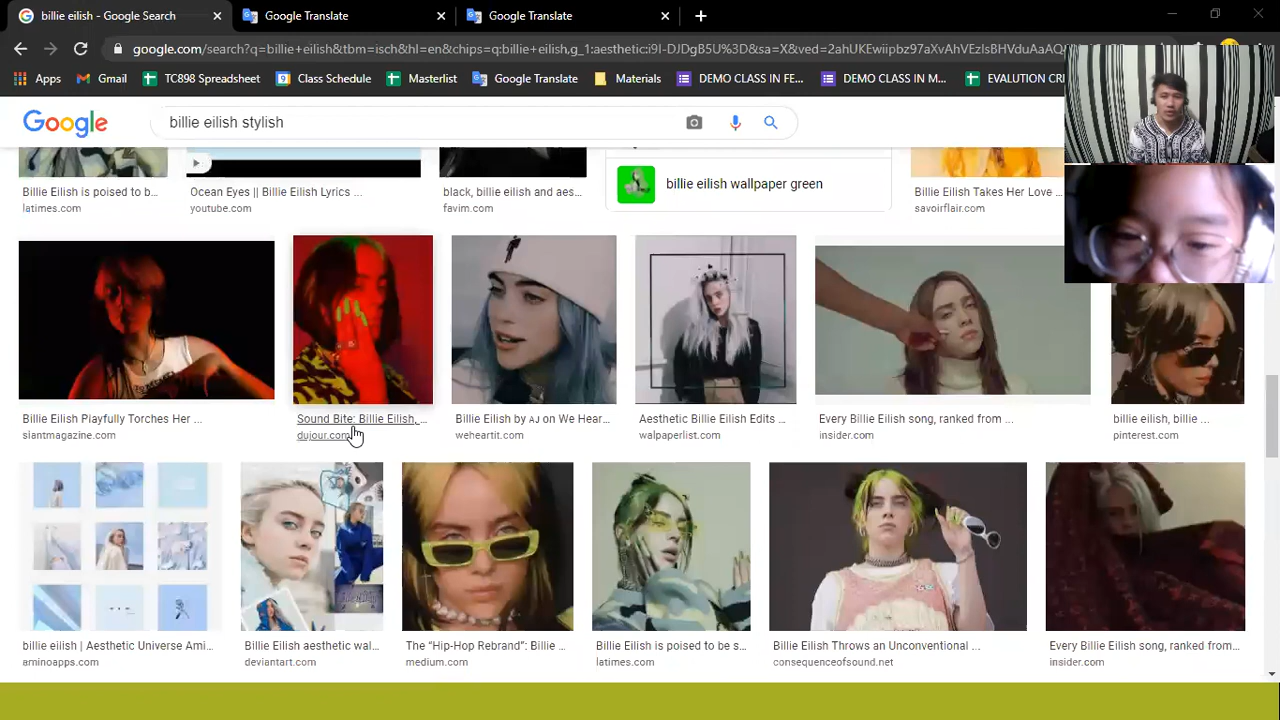 billie eilish - Google Search
Google Translate
Google Translate
google.com/search?q=billie+eilish&tbm=isch&hl=en&chips=q:billie+eilish,g_1:aesthetic:i9I-DJDgB5U%3D&sa=X&ved=2ahUKEwiipbz97aXvAhVEzIsBHVduAaAQ
Apps
Gmail
TC898 Spreadsheet
Class Schedule
Masterlist
Google Translate
Materials
DEMO CLASS IN FE...
DEMO CLASS IN M...
EVALUTION CRI
Google
billie eilish stylish
billie eilish wallpaper green
Billie Eilish is poised to b...
latimes.com
Ocean Eyes || Billie Eilish Lyrics ...
youtube.com
black, billie eilish and aes...
favim.com
Billie Eilish Takes Her Love ...
savoirflair.com
Billie Eilish Playfully Torches Her ...
slantmagazine.com
Sound Bite: Billie Eilish, ...
dujour.com
Billie Eilish by AJ on We Hear...
weheartit.com
Aesthetic Billie Eilish Edits ...
walpaperlist.com
Every Billie Eilish song, ranked from ...
insider.com
billie eilish, billie ...
pinterest.com
billie eilish | Aesthetic Universe Ami...
aminoapps.com
Billie Eilish aesthetic wal...
deviantart.com
The “Hip-Hop Rebrand”: Billie ...
medium.com
Billie Eilish is poised to be s...
latimes.com
Billie Eilish Throws an Unconventional ...
consequenceofsound.net
Every Billie Eilish song, ranked from...
insider.com